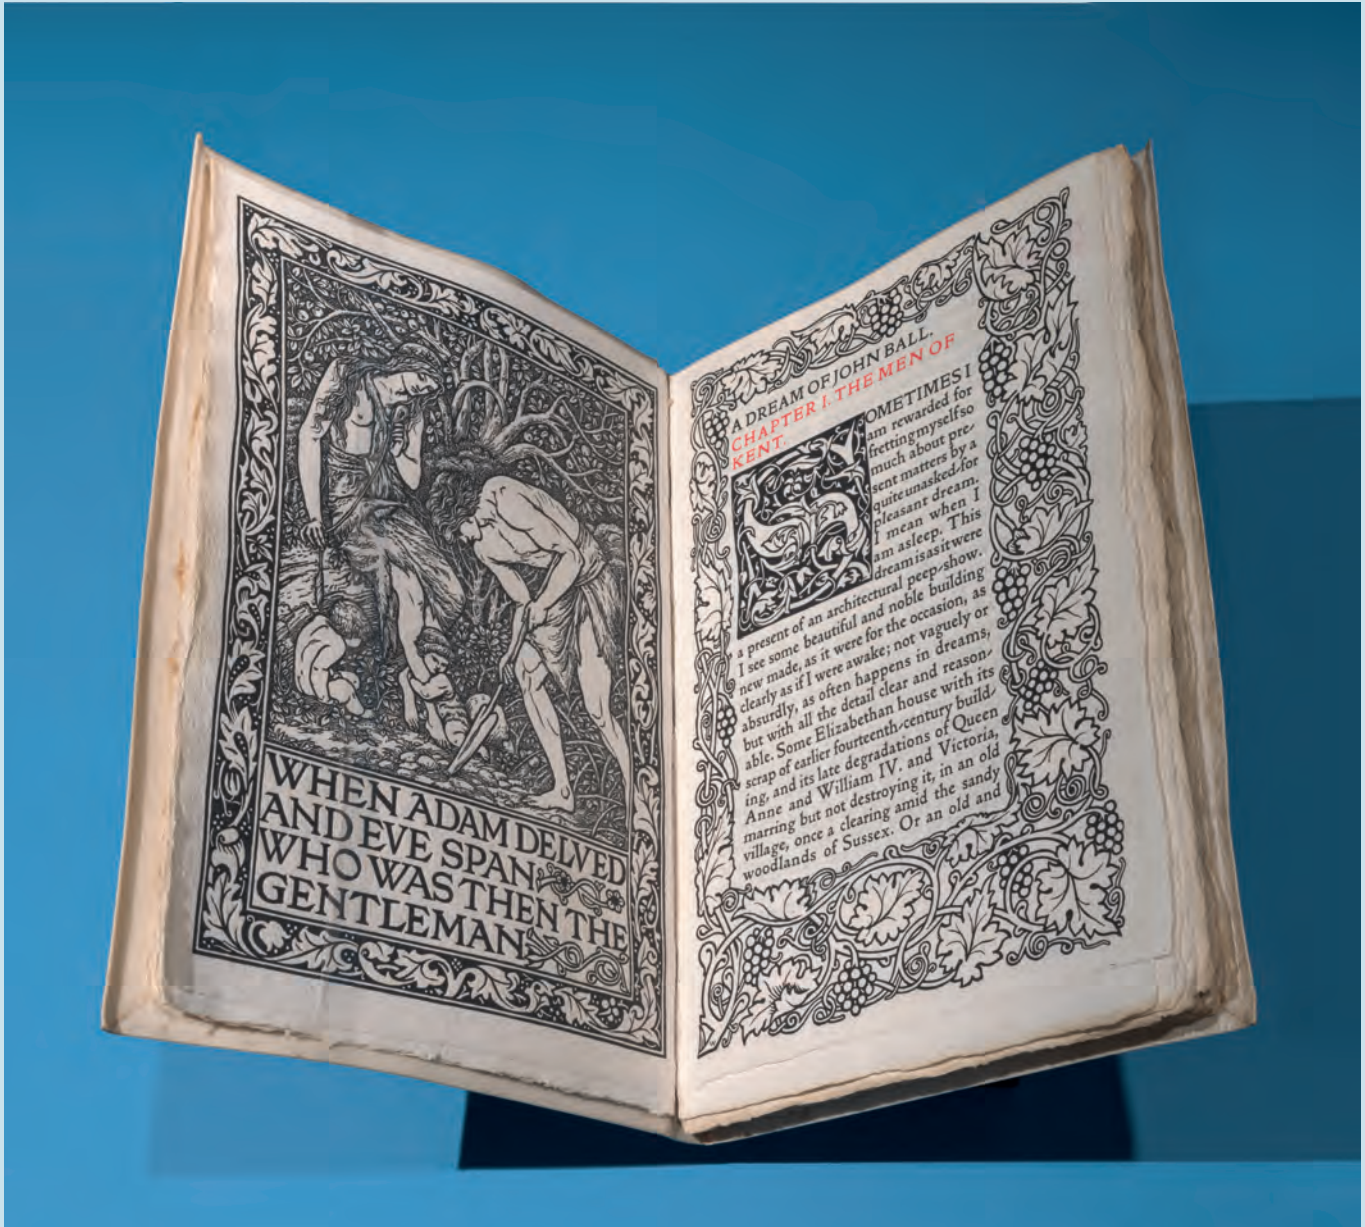 WHEN ADAM DELVED
AND EVE SPAN
WHO WAS THEN THE
GENTLEMAN
A DREAM OF JOHN BALL.
CHAPTER I. THE MEN OF
KENT.
SOMETIMES I
am rewarded for
fretting myself so
much about pre-
sent matters by a
quite unasked-for
pleasant dream.
I mean when I
am asleep. This
dream is as it were
a present of an architectural peep-show.
I see some beautiful and noble building
new made, as it were for the occasion, as
clearly as if I were awake; not vaguely or
absurdly, as often happens in dreams,
but with all the detail clear and reason-
able. Some Elizabethan house with its
scrap of earlier fourteenth-century build-
ing, and its late degradations of Queen
Anne and William IV. and Victoria,
marring but not destroying it, in an old
village, once a clearing amid the sandy
woodlands of Sussex. Or an old and